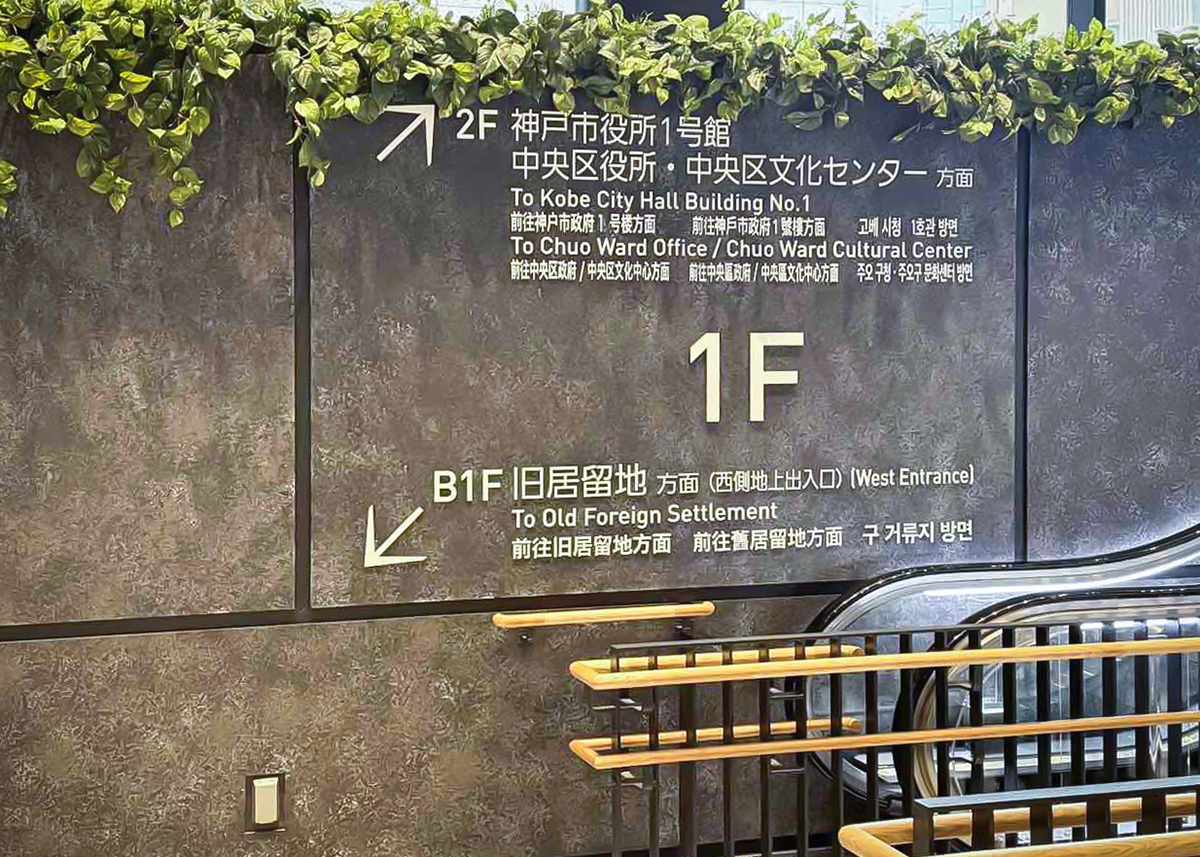 2F 神戸市役所1号館
中央区役所・中央区文化センター 方面
To Kobe City Hall Building No.1
前往神户市政府1号楼方面 前往神戶市政府1號樓方面 고베 시청 1호관 방면
To Chuo Ward Office / Chuo Ward Cultural Center
前往中央区政府 / 中央区文化中心方面 前往中央區政府 / 中央區文化中心方面 주오 구청・주오구 문화센터 방면
1F
B1F 旧居留地 方面（西側地上出入口）(West Entrance)
To Old Foreign Settlement
前往旧居留地方面 前往舊居留地方面 구 거류지 방면